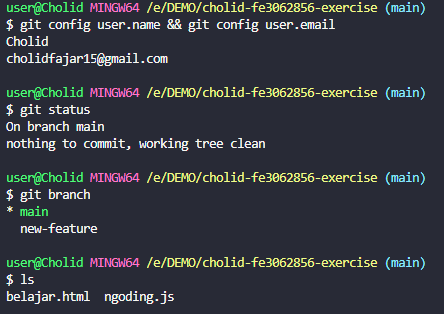 user@Cholid MINGW64 /e/DEMO/cholid-fe3062856-exercise (main)
$ git config user.name && git config user.email
Cholid
cholidfajar15@gmail.com
user@Cholid MINGW64 /e/DEMO/cholid-fe3062856-exercise (main)
$ git status
On branch main
nothing to commit, working tree clean
user@Cholid MINGW64 /e/DEMO/cholid-fe3062856-exercise (main)
$ git branch
* main
  new-feature
user@Cholid MINGW64 /e/DEMO/cholid-fe3062856-exercise (main)
$ ls
belajar.html  ngoding.js